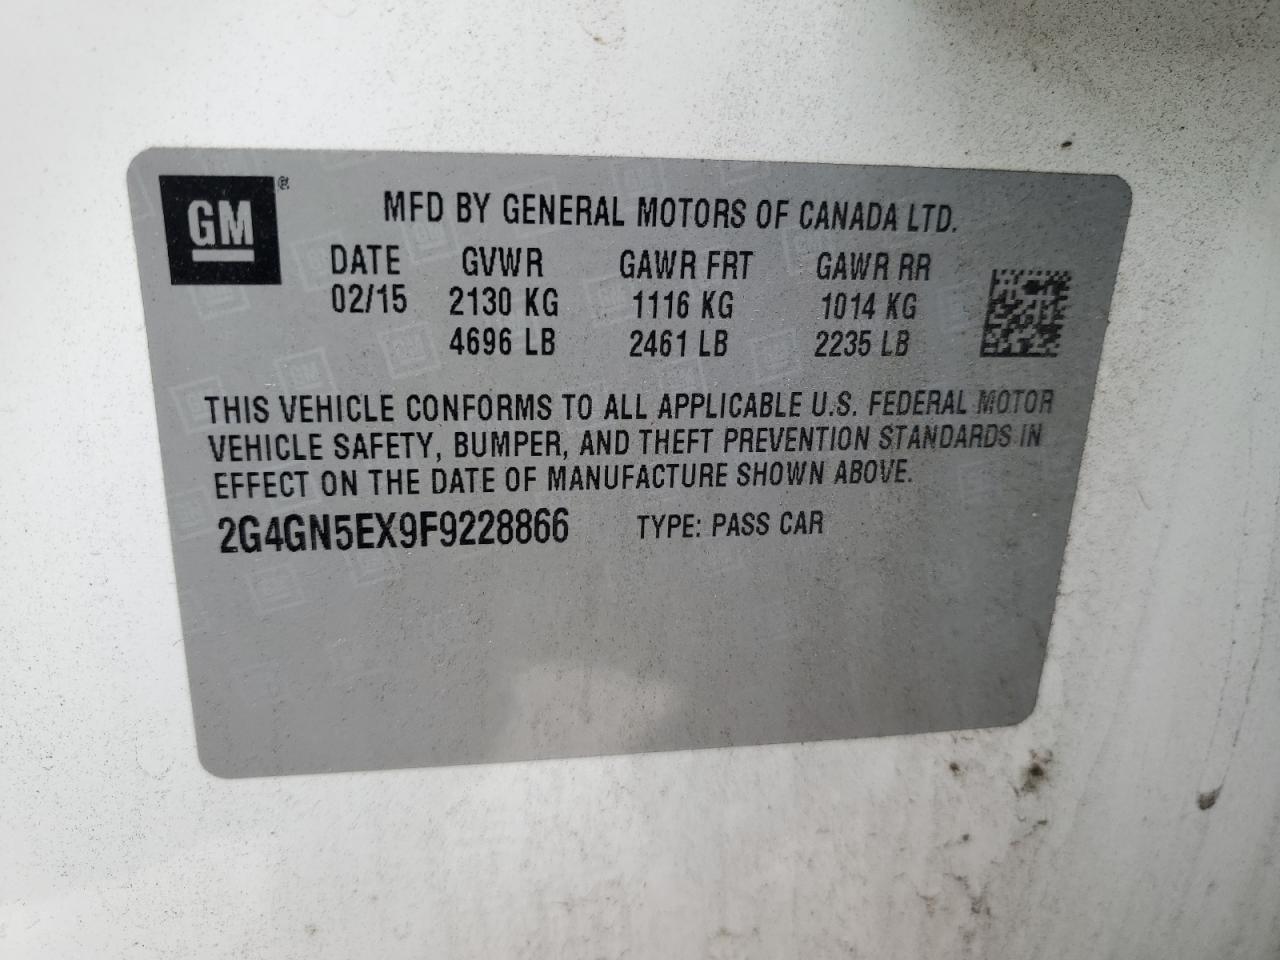 GM ®
MFD BY GENERAL MOTORS OF CANADA LTD.
DATE GVWR GAWR FRT GAWR RR
02/15 2130 KG 1116 KG 1014 KG
4696 LB 2461 LB 2235 LB
THIS VEHICLE CONFORMS TO ALL APPLICABLE U.S. FEDERAL MOTOR
VEHICLE SAFETY, BUMPER, AND THEFT PREVENTION STANDARDS IN
EFFECT ON THE DATE OF MANUFACTURE SHOWN ABOVE.
2G4GN5EX9F9228866 TYPE: PASS CAR